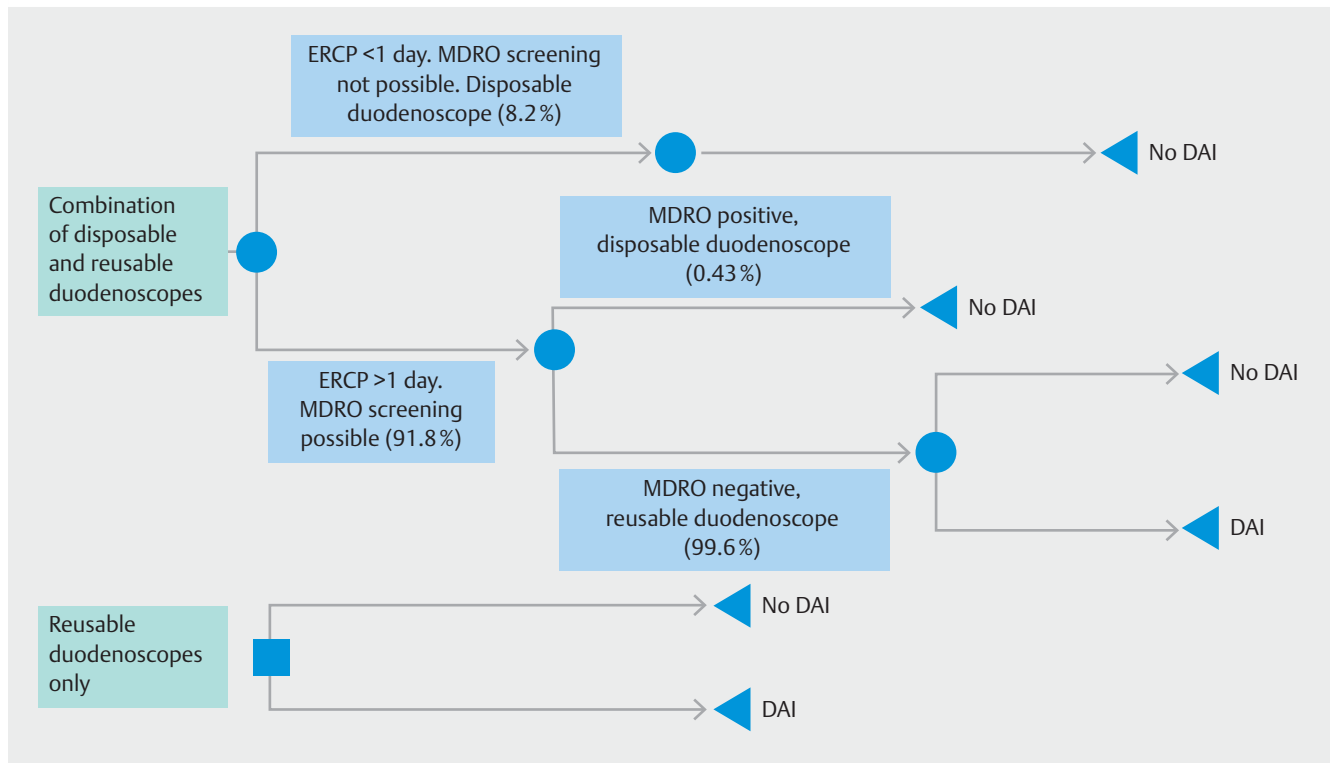 ERCP <1 day. MDRO screening
not possible. Disposable
duodenoscope (8.2%)
No DAI
Combination
of disposable
and reusable
duodenoscopes
MDRO positive,
disposable duodenoscope
(0.43%)
No DAI
ERCP >1 day.
MDRO screening
possible (91.8%)
No DAI
MDRO negative,
reusable duodenoscope
(99.6%)
DAI
Reusable
duodenoscopes
only
No DAI
DAI